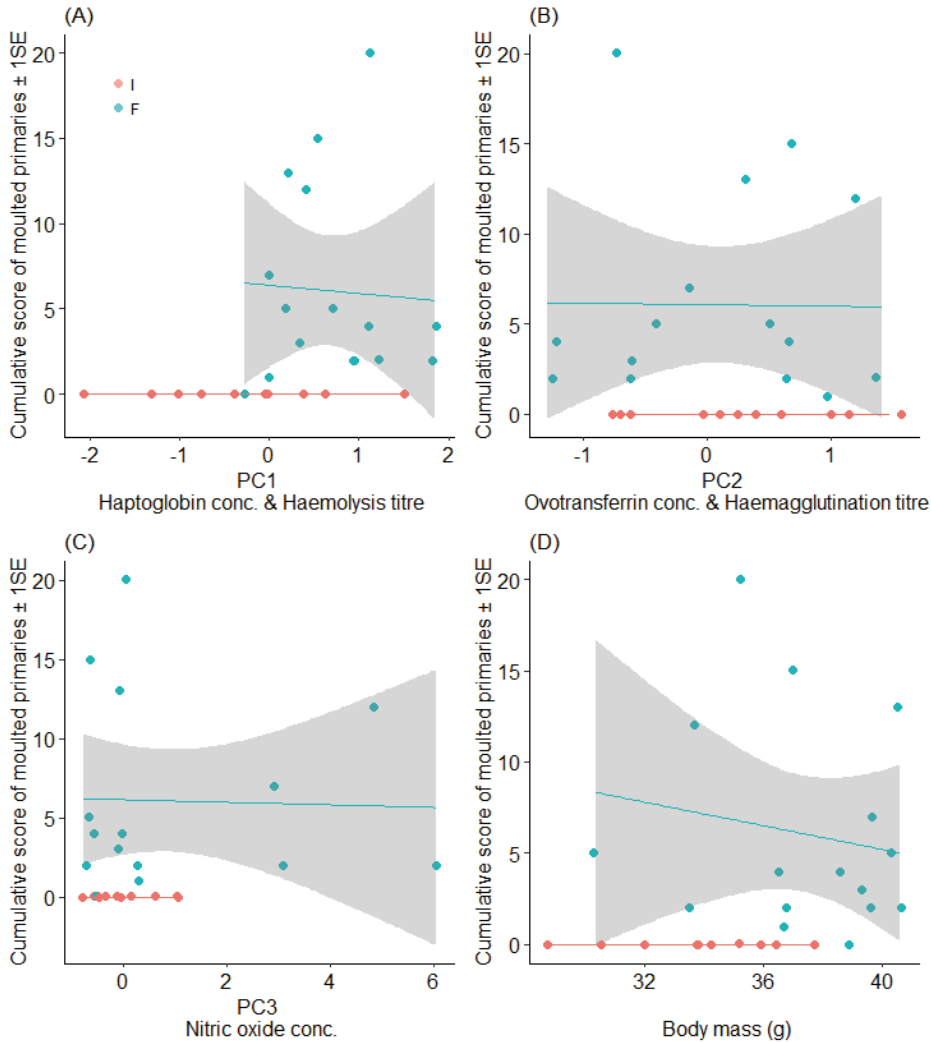 (A)
Cumulative score of moulted primaries ± 1SE
20
15
10
5
0
I
F
-2
-1
0
1
2
PC1
Haptoglobin conc. & Haemolysis titre
(B)
Cumulative score of moulted primaries ± 1SE
20
15
10
5
0
-1
0
1
PC2
Ovotransferrin conc. & Haemagglutination titre
(C)
Cumulative score of moulted primaries ± 1SE
20
15
10
5
0
0
2
4
6
PC3
Nitric oxide conc.
(D)
Cumulative score of moulted primaries ± 1SE
20
15
10
5
0
32
36
40
Body mass (g)